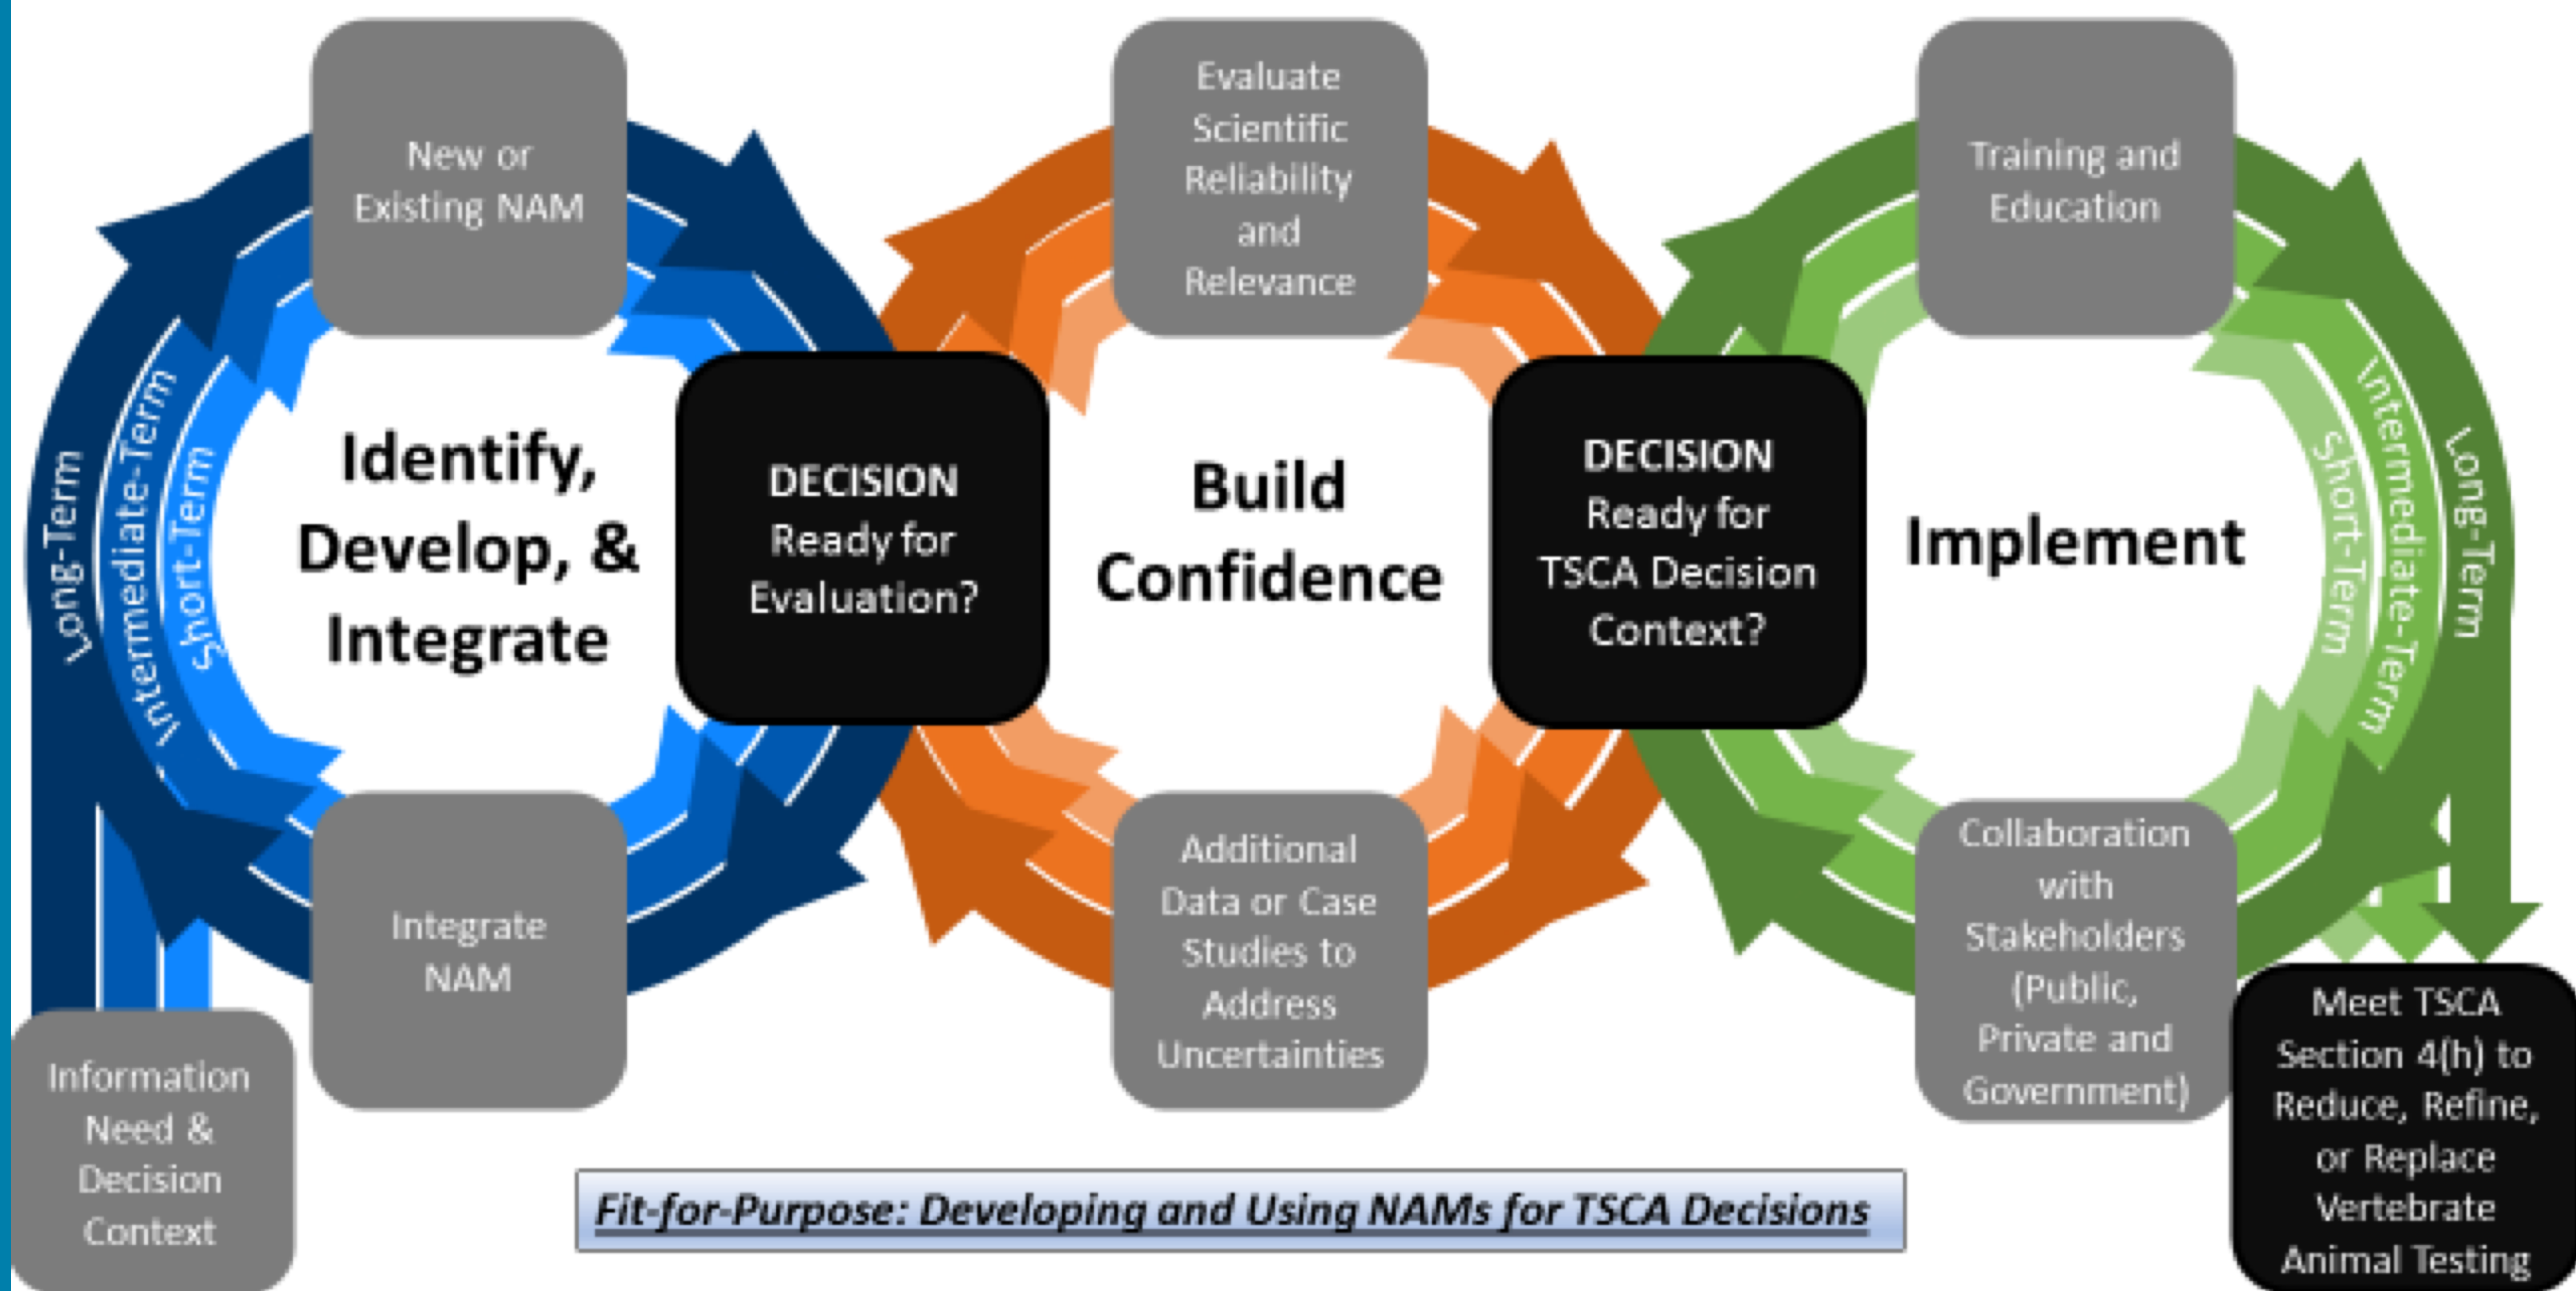 New or
Existing NAM
Long-Term
Intermediate-Term
Short-Term
Identify,
Develop, &
Integrate
Integrate
NAM
Information
Need &
Decision
Context
DECISION
Ready for
Evaluation?
Evaluate
Scientific
Reliability
and
Relevance
Build
Confidence
Additional
Data or Case
Studies to
Address
Uncertainties
DECISION
Ready for
TSCA Decision
Context?
Training and
Education
Implement
Short-Term
Intermediate-Term
Long-Term
Collaboration
with
Stakeholders
(Public,
Private and
Government)
Meet TSCA
Section 4(h) to
Reduce, Refine,
or Replace
Vertebrate
Animal Testing
Fit-for-Purpose: Developing and Using NAMs for TSCA Decisions